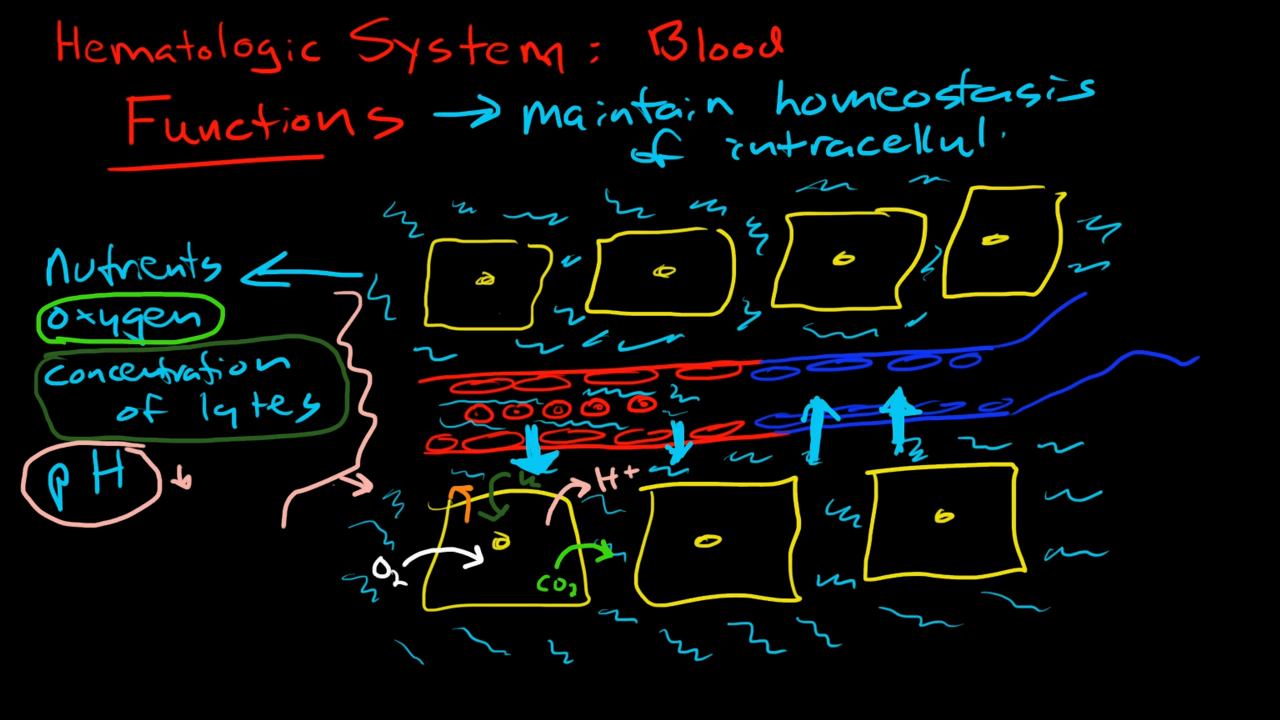 Hematologic System: Blood
Functions → maintain homeostasis
of intracellul
Nutrients
oxygen
concentration
of lytes
pH ↓
H+
O2
CO2